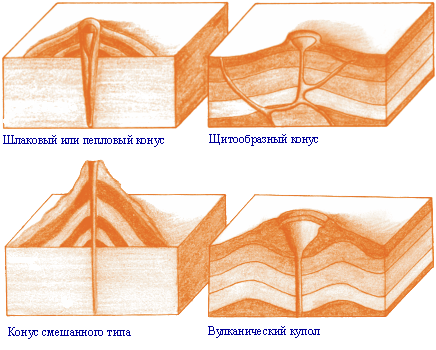 Шлаковый или пепловый конус
Щитообразный конус
Конус смешанного типа
Вулканический купол